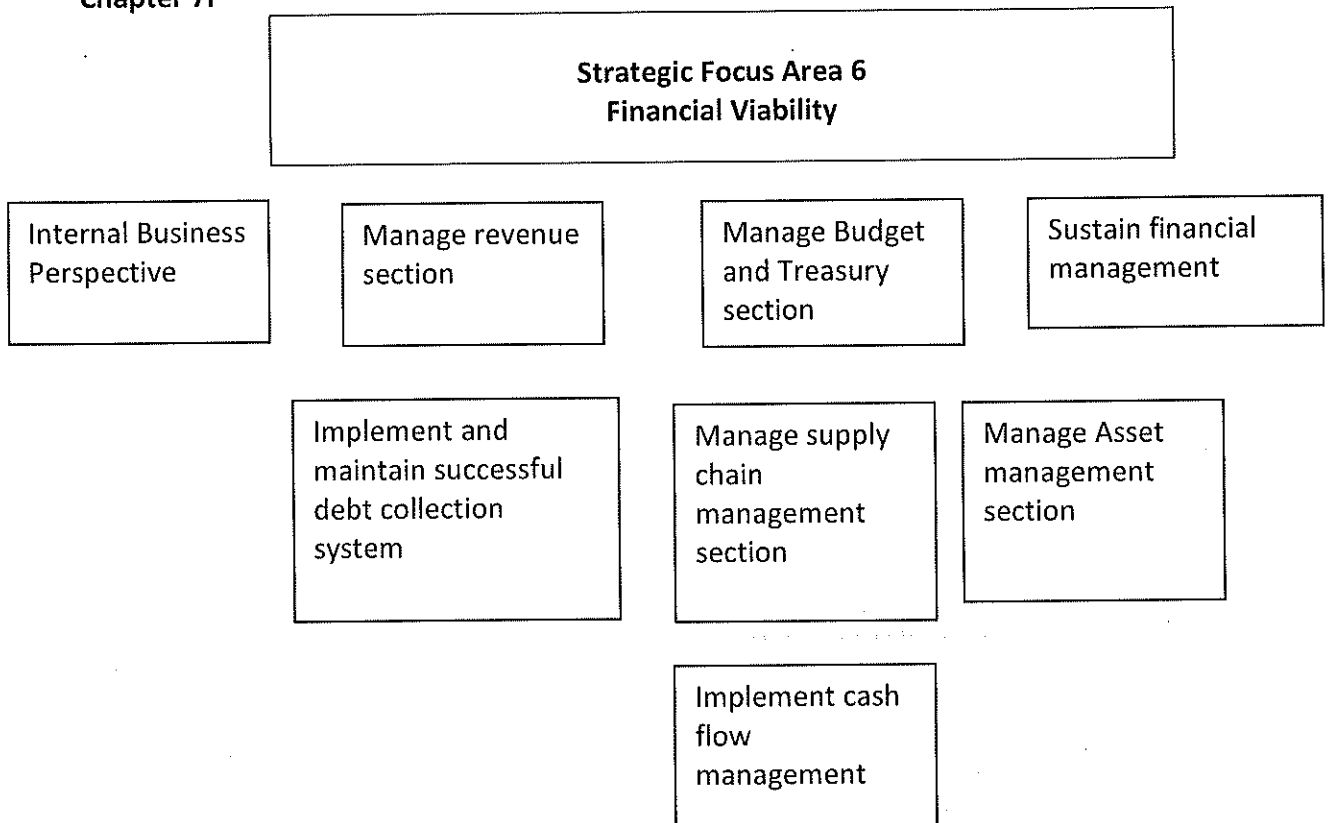 Strategic Focus Area 6
Financial Viability
Internal Business
Perspective
Manage revenue
section
Manage Budget
and Treasury
section
Sustain financial
management
Implement and
maintain successful
debt collection
system
Manage supply
chain
management
section
Manage Asset
management
section
Implement cash
flow
management